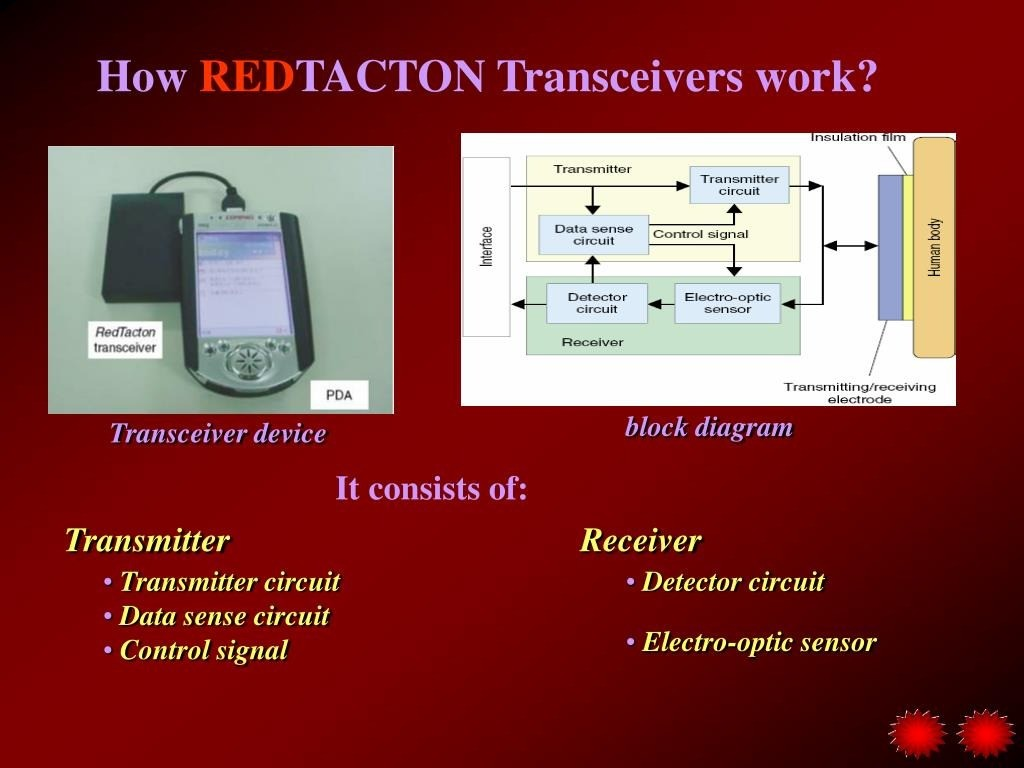 How REDTACTON Transceivers work?
COMPAQ
RedTacton
transceiver
PDA
Transceiver device
Insulation film
Transmitter
Transmitter
circuit
Data sense
circuit
Control signal
Interface
Human body
Detector
circuit
Electro-optic
sensor
Receiver
Transmitting/receiving
electrode
block diagram
It consists of:
Transmitter
• Transmitter circuit
• Data sense circuit
• Control signal
Receiver
• Detector circuit
• Electro-optic sensor